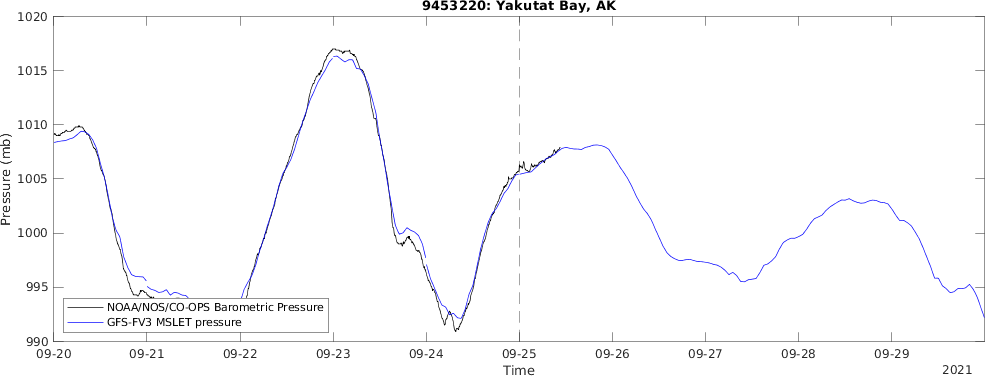 9453220: Yakutat Bay, AK
Pressure (mb)
1020
1015
1010
1005
1000
995
990
NOAA/NOS/CO-OPS Barometric Pressure
GFS-FV3 MSLET pressure
09-20 09-21 09-22 09-23 09-24 09-25 09-26 09-27 09-28 09-29
Time
2021